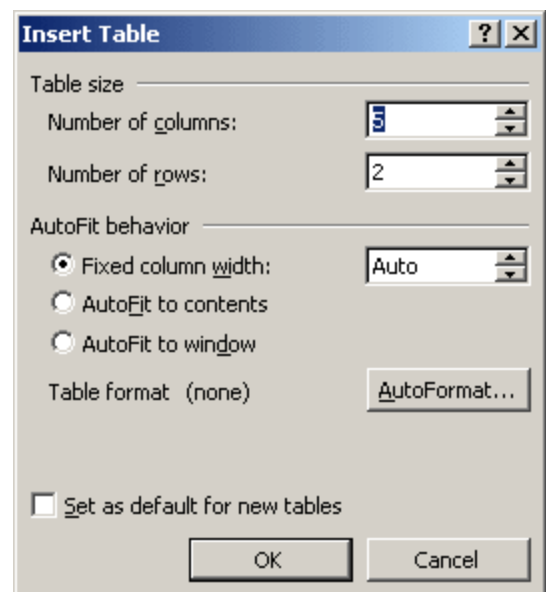 Insert Table ? X
Table size
Number of columns: 5
Number of rows: 2
AutoFit behavior
Fixed column width: Auto
AutoFit to contents
AutoFit to window
Table format (none) AutoFormat...
Set as default for new tables
OK Cancel